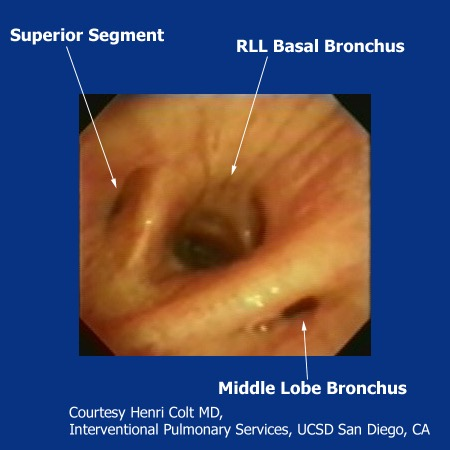 Superior Segment
RLL Basal Bronchus
Middle Lobe Bronchus
Courtesy Henri Colt MD,
Interventional Pulmonary Services, UCSD San Diego, CA